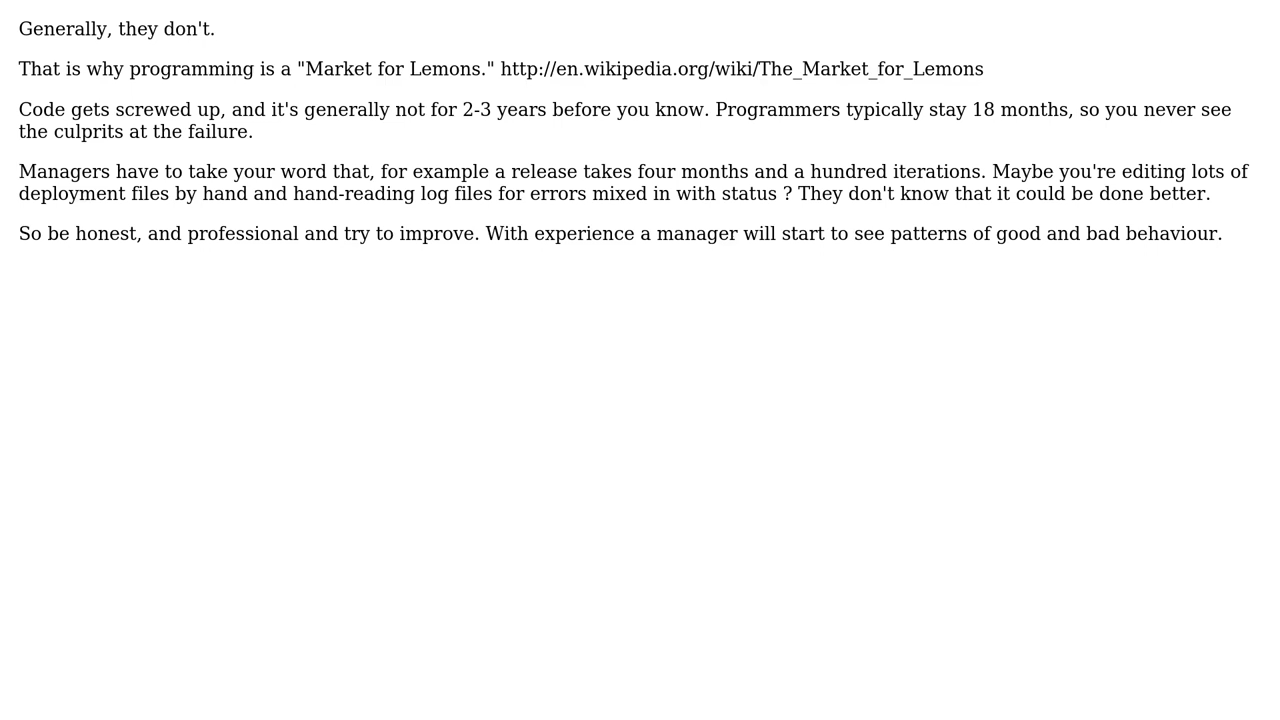 Generally, they don't.
That is why programming is a "Market for Lemons." http://en.wikipedia.org/wiki/The_Market_for_Lemons
Code gets screwed up, and it's generally not for 2-3 years before you know. Programmers typically stay 18 months, so you never see
the culprits at the failure.
Managers have to take your word that, for example a release takes four months and a hundred iterations. Maybe you're editing lots of
deployment files by hand and hand-reading log files for errors mixed in with status ? They don't know that it could be done better.
So be honest, and professional and try to improve. With experience a manager will start to see patterns of good and bad behaviour.